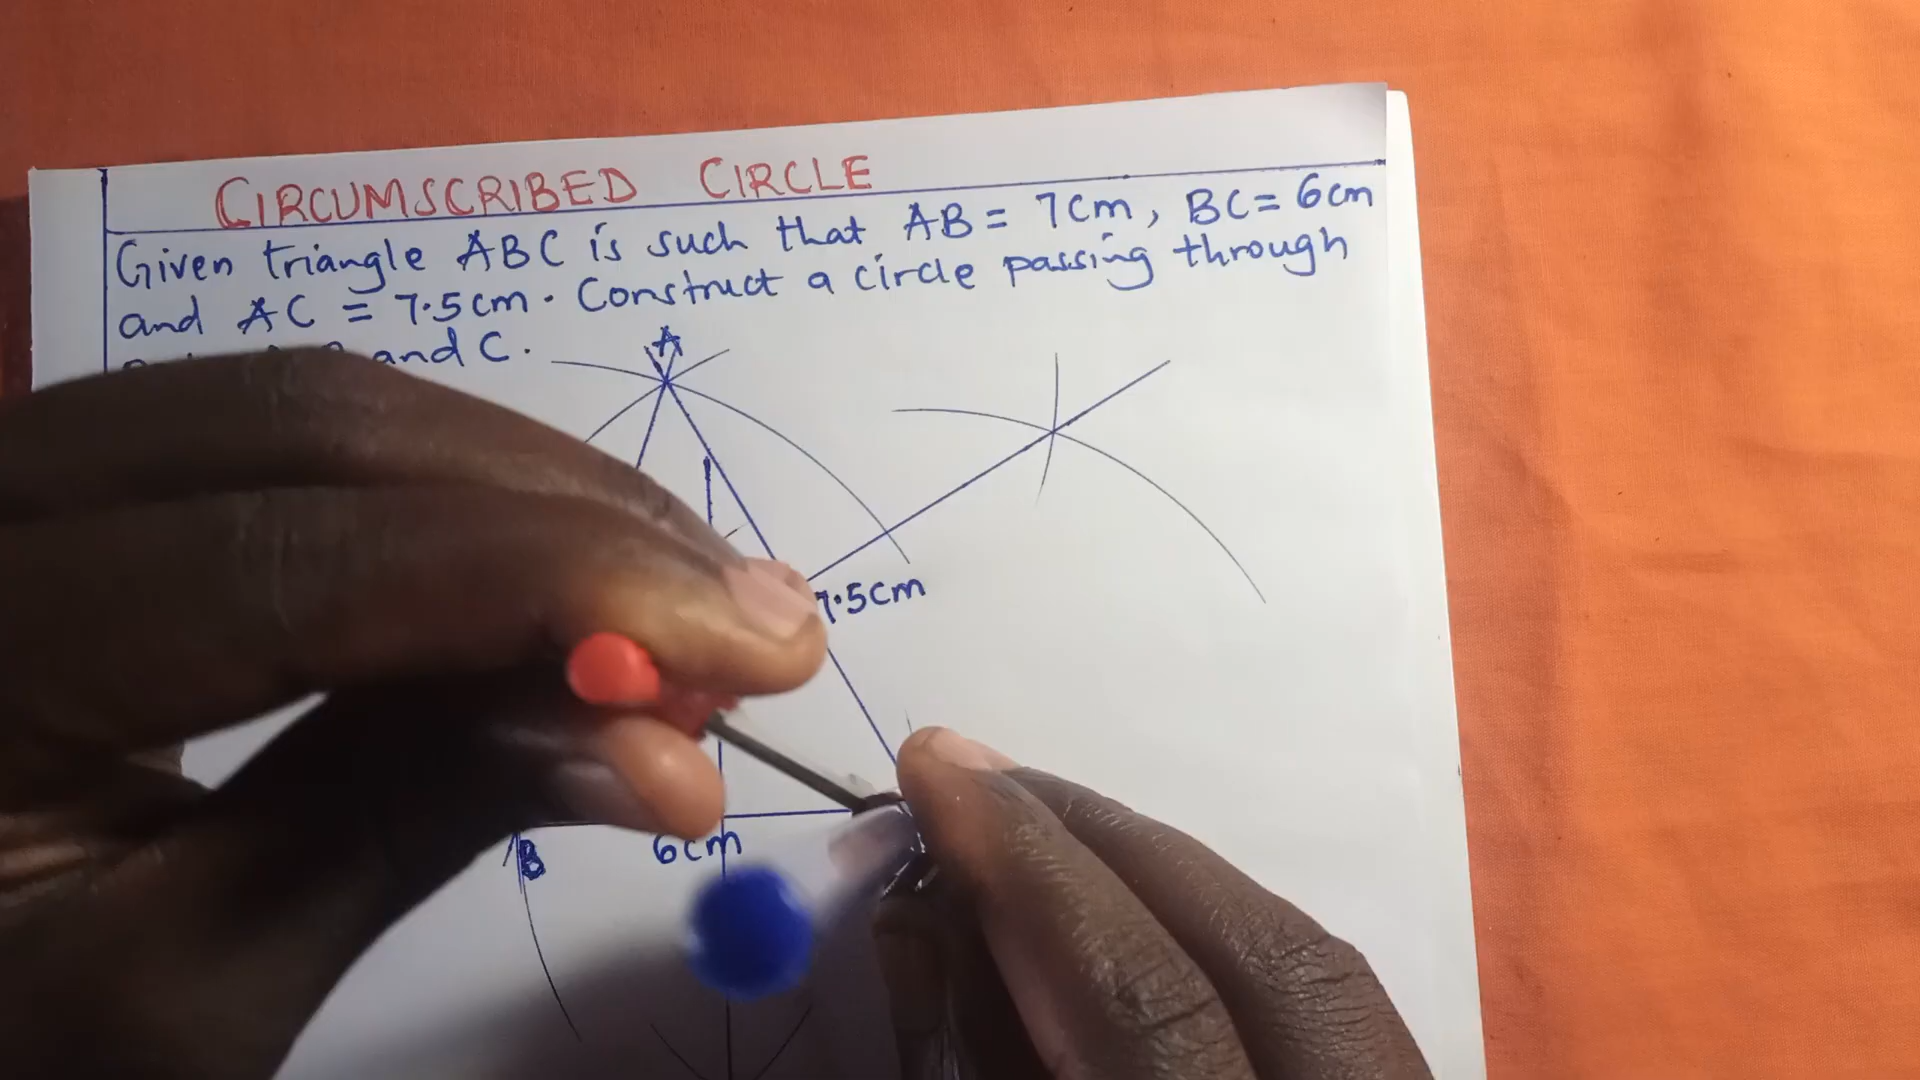 CIRCUMSCRIBED CIRCLE
Given triangle ABC is such that AB = 7cm, BC = 6cm
and AC = 7.5cm. Construct a circle passing through
and C.
A
7.5cm
B
6cm